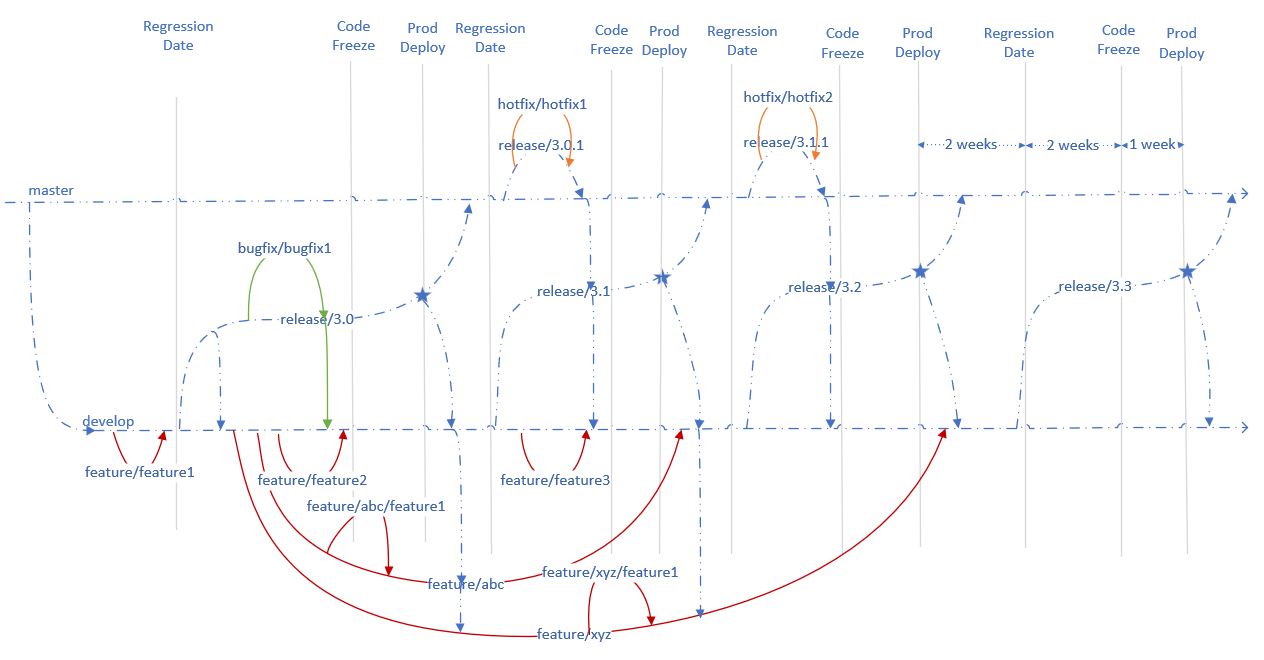 Regression
Date
Code
Freeze
Prod
Deploy
Regression
Date
Code
Freeze
Prod
Deploy
Regression
Date
Code
Freeze
Prod
Deploy
Regression
Date
Code
Freeze
Prod
Deploy
hotfix/hotfix1
hotfix/hotfix2
release/3.0.1
release/3.1.1
2 weeks
2 weeks
1 week
master
bugfix/bugfix1
release/3.0
release/3.1
release/3.2
release/3.3
develop
feature/feature1
feature/feature2
feature/feature3
feature/abc/feature1
feature/abc
feature/xyz/feature1
feature/xyz